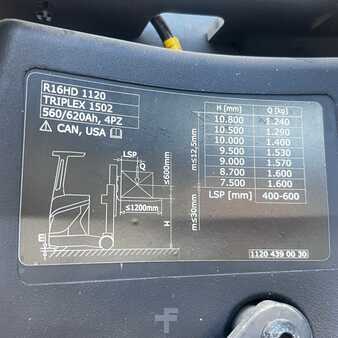 R16HD 1120
TRIPLEX 1502
560/620Ah, 4PZ
CAN, USA
LSP
Q
≤600mm
≤1200mm
H
E
m≤12,5mm
m≤30mm
H [mm] Q [kg]
10.800 1.240
10.500 1.290
10.000 1.400
9.500 1.530
9.000 1.570
8.700 1.600
7.500 1.600
LSP [mm] 400-600
1120 439 00 30